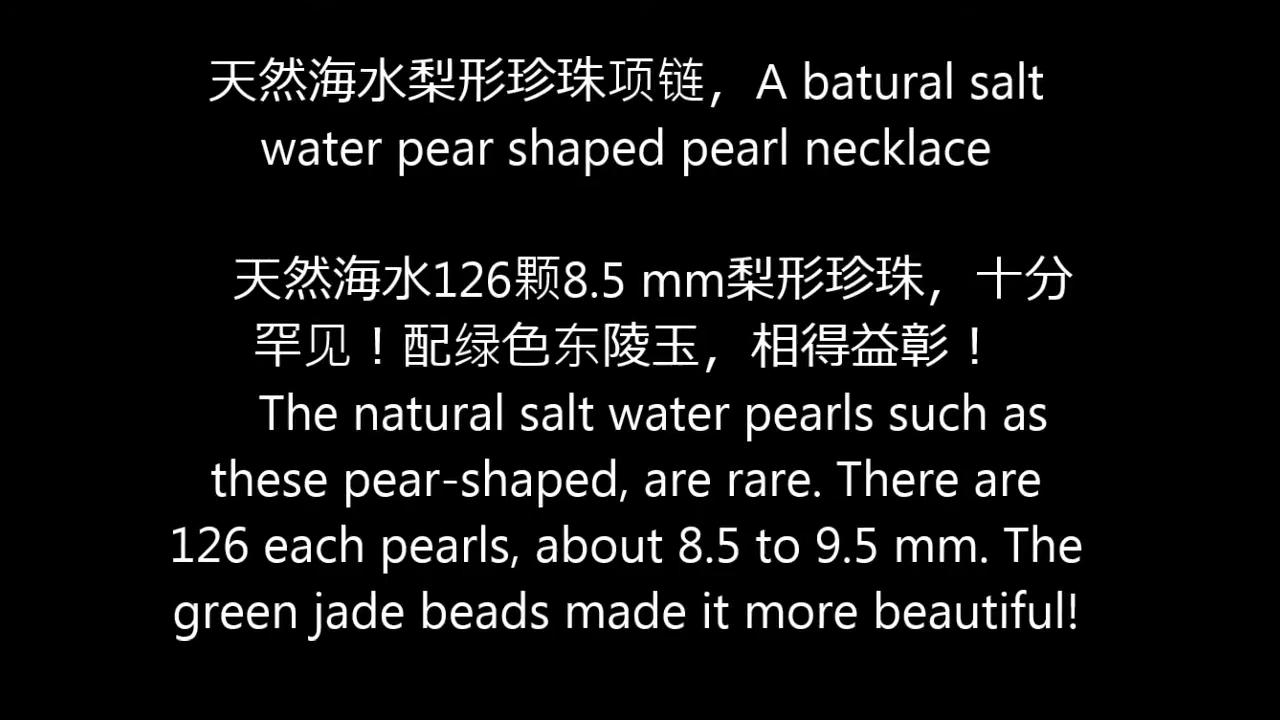 天然海水梨形珍珠项链，A batural salt
water pear shaped pearl necklace
天然海水126颗8.5 mm梨形珍珠，十分
罕见！配绿色东陵玉，相得益彰！
The natural salt water pearls such as
these pear-shaped, are rare. There are
126 each pearls, about 8.5 to 9.5 mm. The
green jade beads made it more beautiful!